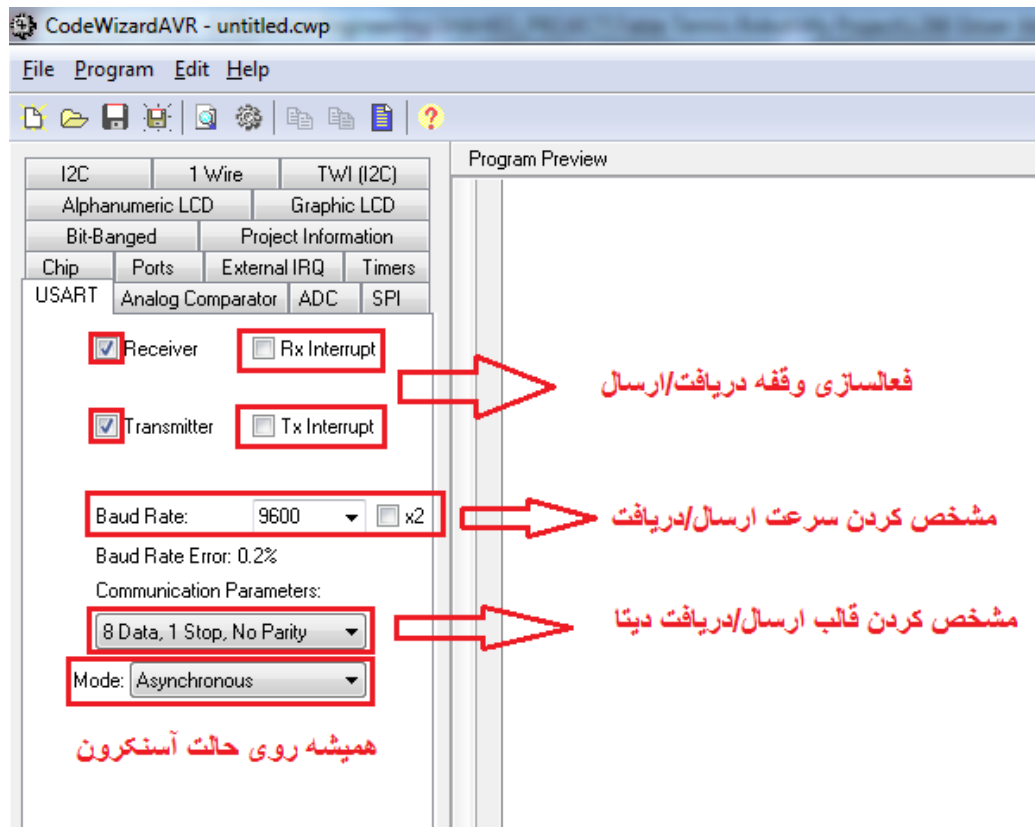 CodeWizardAVR - untitled.cwp
File Program Edit Help
Program Preview
I2C 1 Wire TWI (I2C)
Alphanumeric LCD Graphic LCD
Bit-Banged Project Information
Chip Ports External IRQ Timers
USART Analog Comparator ADC SPI
Receiver Rx Interrupt
فعالسازی وقفه دریافت/ارسال
Transmitter Tx Interrupt
Baud Rate: 9600 x2
مشخص کردن سرعت ارسال/دریافت
Baud Rate Error: 0.2%
Communication Parameters:
8 Data, 1 Stop, No Parity
مشخص کردن قالب ارسال/دریافت دیتا
Mode: Asynchronous
همیشه روی حالت آسنکرون